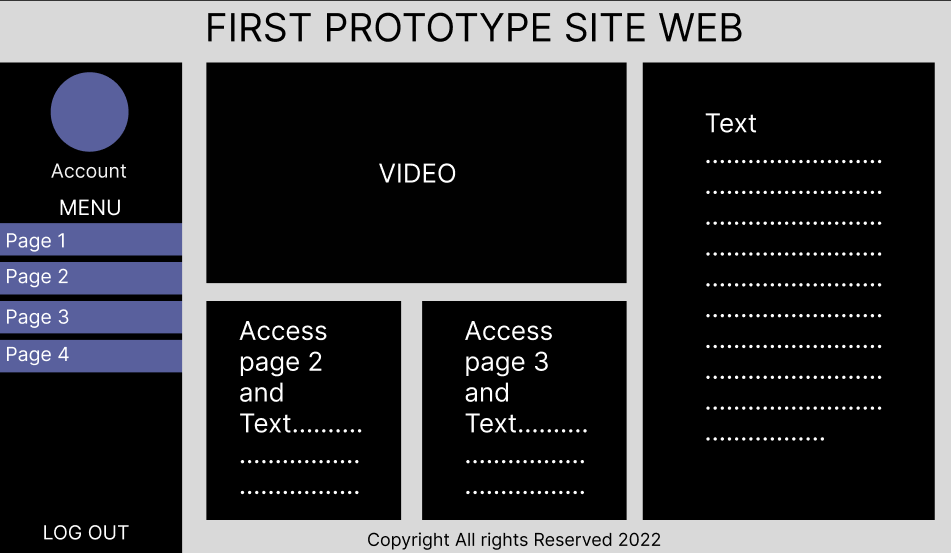 FIRST PROTOTYPE SITE WEB
Account
MENU
Page 1
Page 2
Page 3
Page 4
LOG OUT
VIDEO
Access
page 2
and
Text..........
.................
.................
Access
page 3
and
Text..........
.................
.................
Text
.........................
.........................
.........................
.........................
.........................
.........................
.........................
.........................
.........................
.................
Copyright All rights Reserved 2022